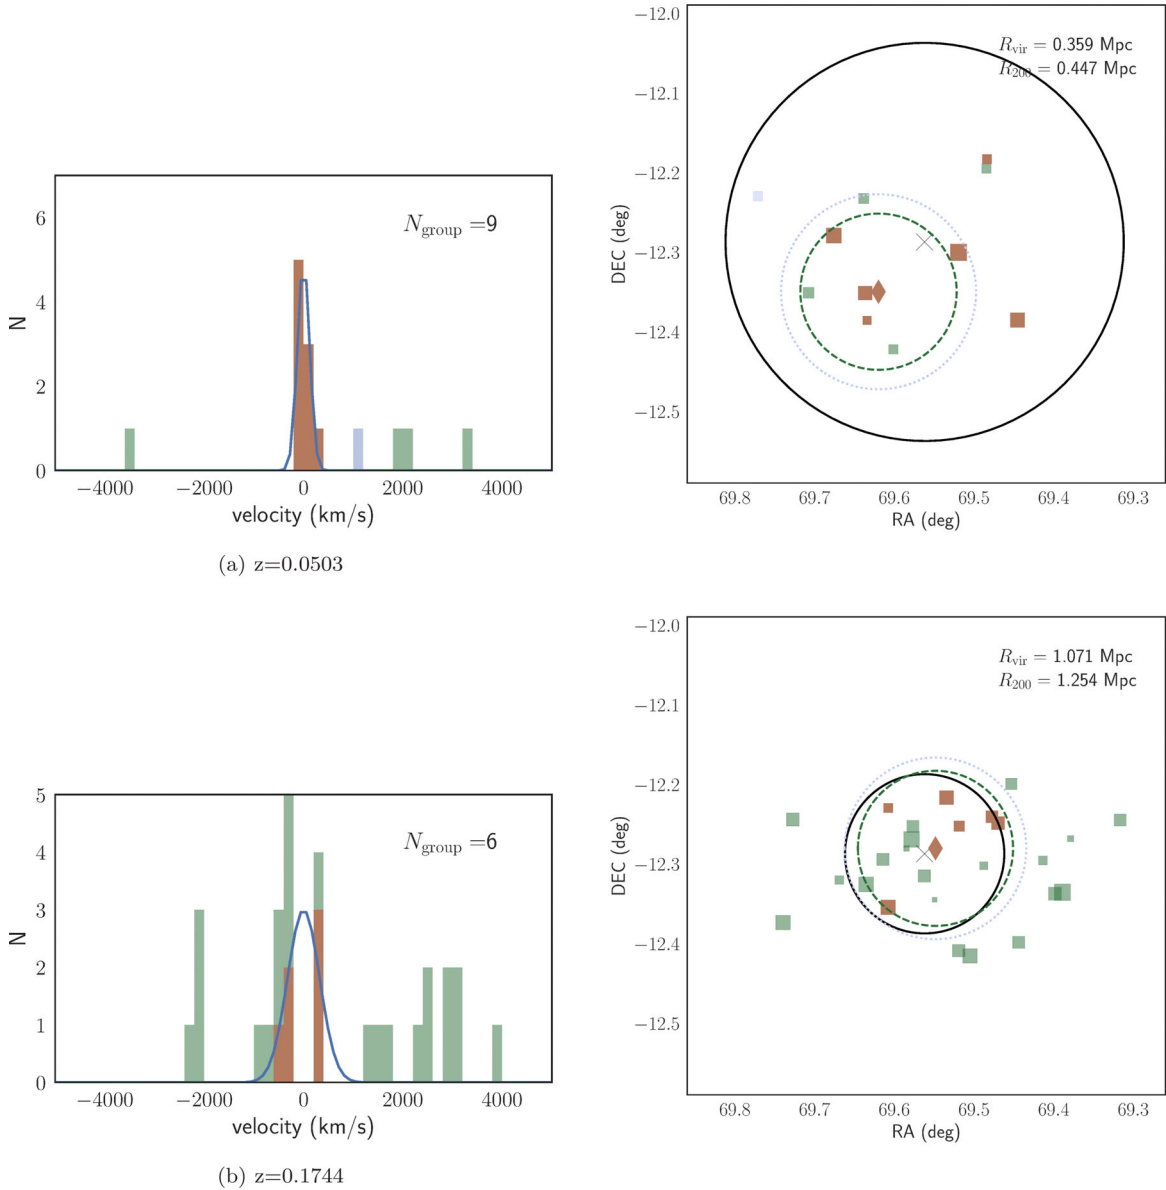 N_group =9
N
6
4
2
0
−4000 −2000 0 2000 4000
velocity (km/s)
(a) z=0.0503
R_vir = 0.359 Mpc
R_200 = 0.447 Mpc
DEC (deg)
−12.0
−12.1
−12.2
−12.3
−12.4
−12.5
69.8 69.7 69.6 69.5 69.4 69.3
RA (deg)
N_group =6
N
5
4
3
2
1
0
−4000 −2000 0 2000 4000
velocity (km/s)
(b) z=0.1744
R_vir = 1.071 Mpc
R_200 = 1.254 Mpc
DEC (deg)
−12.0
−12.1
−12.2
−12.3
−12.4
−12.5
69.8 69.7 69.6 69.5 69.4 69.3
RA (deg)